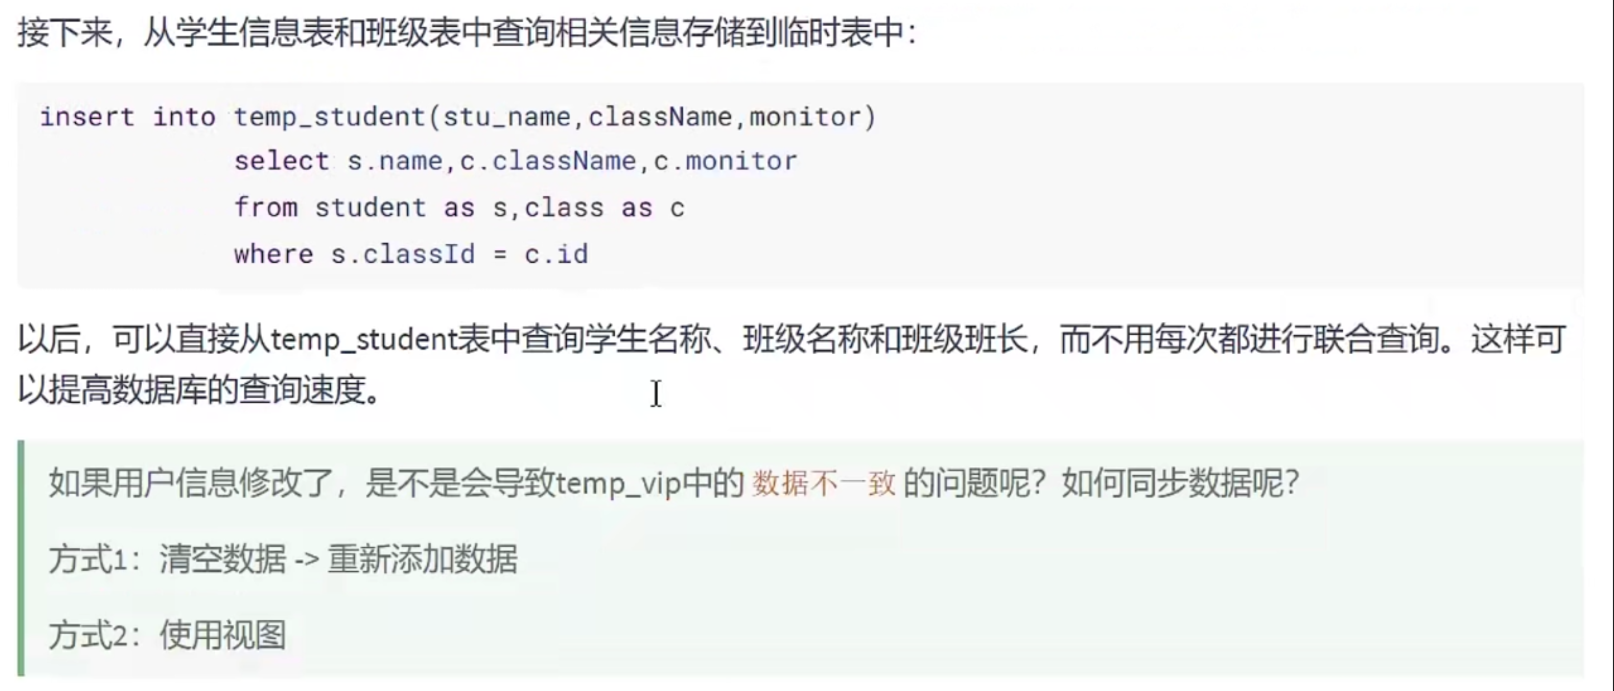 接下来，从学生信息表和班级表中查询相关信息存储到临时表中：
insert into temp_student(stu_name,className,monitor)
select s.name,c.className,c.monitor
from student as s,class as c
where s.classId = c.id
以后，可以直接从temp_student表中查询学生名称、班级名称和班级班长，而不用每次都进行联合查询。这样可
以提高数据库的查询速度。
如果用户信息修改了，是不是会导致temp_vip中的 数据不一致 的问题呢？如何同步数据呢？
方式1：清空数据 -> 重新添加数据
方式2：使用视图